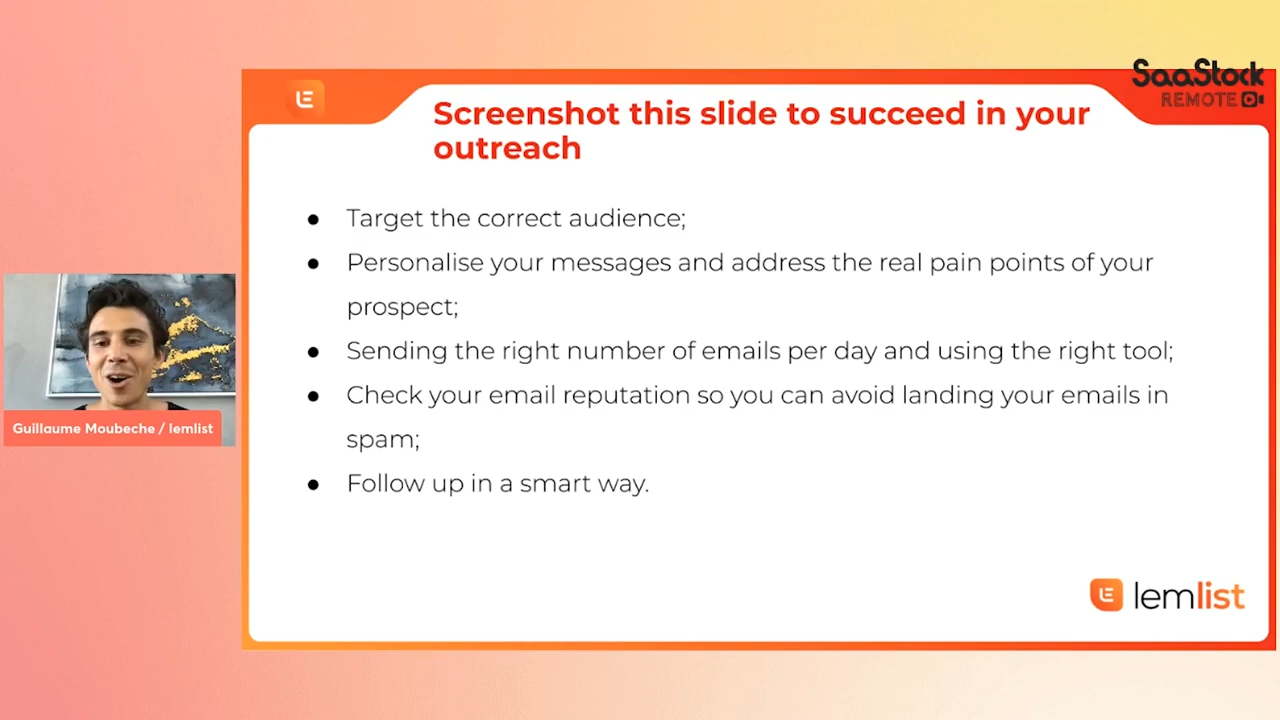 SaaStock
REMOTE
Screenshot this slide to succeed in your
outreach
● Target the correct audience;
● Personalise your messages and address the real pain points of your
prospect;
● Sending the right number of emails per day and using the right tool;
● Check your email reputation so you can avoid landing your emails in
spam;
● Follow up in a smart way.
Guillaume Moubeche / lemlist
lemlist